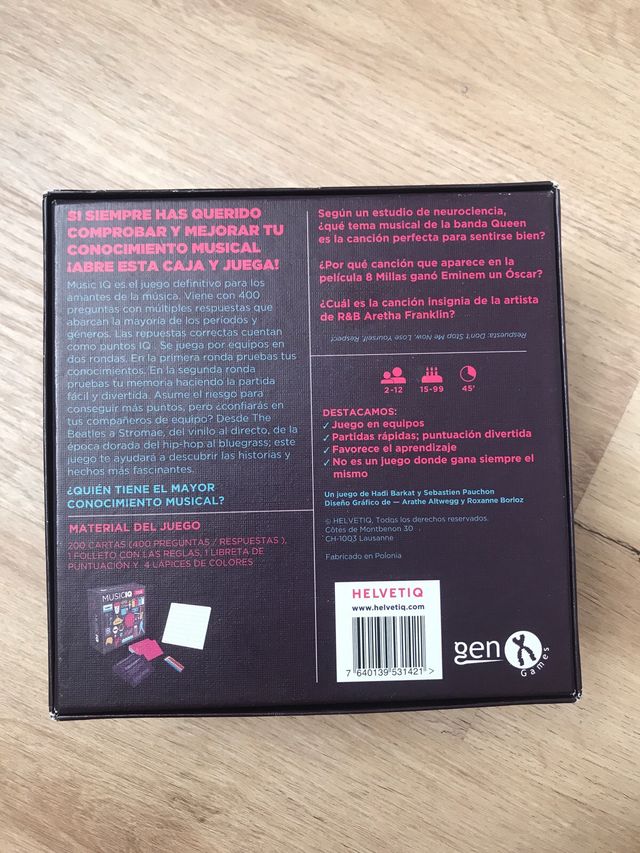 SI SIEMPRE HAS QUERIDO
COMPROBAR Y MEJORAR TU
CONOCIMIENTO MUSICAL
¡ABRE ESTA CAJA Y JUEGA!
Music IQ es el juego definitivo para los
amantes de la música. Viene con 400
preguntas con múltiples respuestas que
abarcan la mayoría de los períodos y
géneros. Las repuestas correctas cuentan
como puntos IQ . Se juega por equipos en
dos rondas. En la primera ronda pruebas tus
conocimientos. En la segunda ronda
pruebas tu memoria haciendo la partida
fácil y divertida. Asume el riesgo para
conseguir más puntos, pero ¿confiarás en
tus compañeros de equipo? Desde The
Beatles a Stromae, del vinilo al directo, de la
época dorada del hip-hop al bluegrass; este
juego te ayudará a descubrir las historias y
hechos más fascinantes.
¿QUIÉN TIENE EL MAYOR
CONOCIMIENTO MUSICAL?
MATERIAL DEL JUEGO
200 CARTAS (400 PREGUNTAS / RESPUESTAS ),
1 FOLLETO CON LAS REGLAS, 1 LIBRETA DE
PUNTUACIÓN Y 4 LÁPICES DE COLORES
MUSIC IQ
Según un estudio de neurociencia,
¿qué tema musical de la banda Queen
es la canción perfecta para sentirse bien?
¿Por qué canción que aparece en la
película 8 Millas ganó Eminem un Óscar?
¿Cuál es la canción insignia de la artista
de R&B Aretha Franklin?
Respuesta: Don't Stop Me Now, Lose Yourself, Respect
2-12 15-99 45'
DESTACAMOS:
✓ Juego en equipos
✓ Partidas rápidas; puntuación divertida
✓ Favorece el aprendizaje
✓ No es un juego donde gana siempre el
mismo
Un juego de Hadi Barkat y Sebastien Pauchon
Diseño Gráfico de — Arathe Altwegg y Roxanne Borloz
© HELVETIQ, Todos los derechos reservados.
Côtes de Montbenon 30
CH-1003 Lausanne
Fabricado en Polonia
HELVETIQ
www.helvetiq.com
7 640139 531421 >
gen X
Games